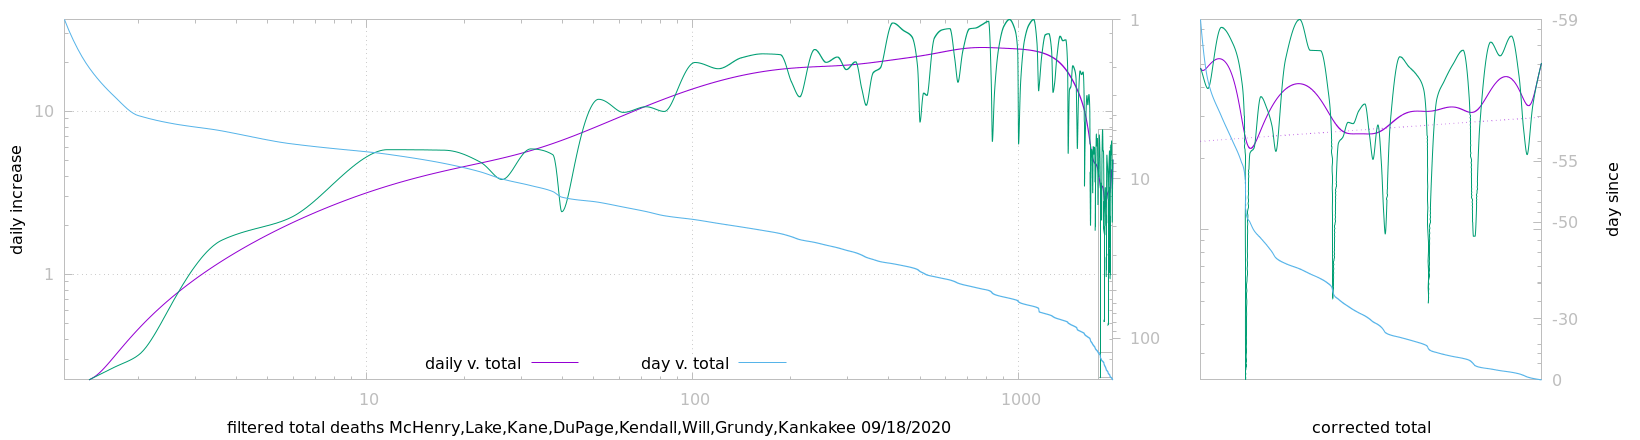 daily increase
10
1
daily v. total
day v. total
10
100
1000
1
10
100
filtered total deaths McHenry,Lake,Kane,DuPage,Kendall,Will,Grundy,Kankakee 09/18/2020
-59
-55
-50
-30
0
day since
corrected total